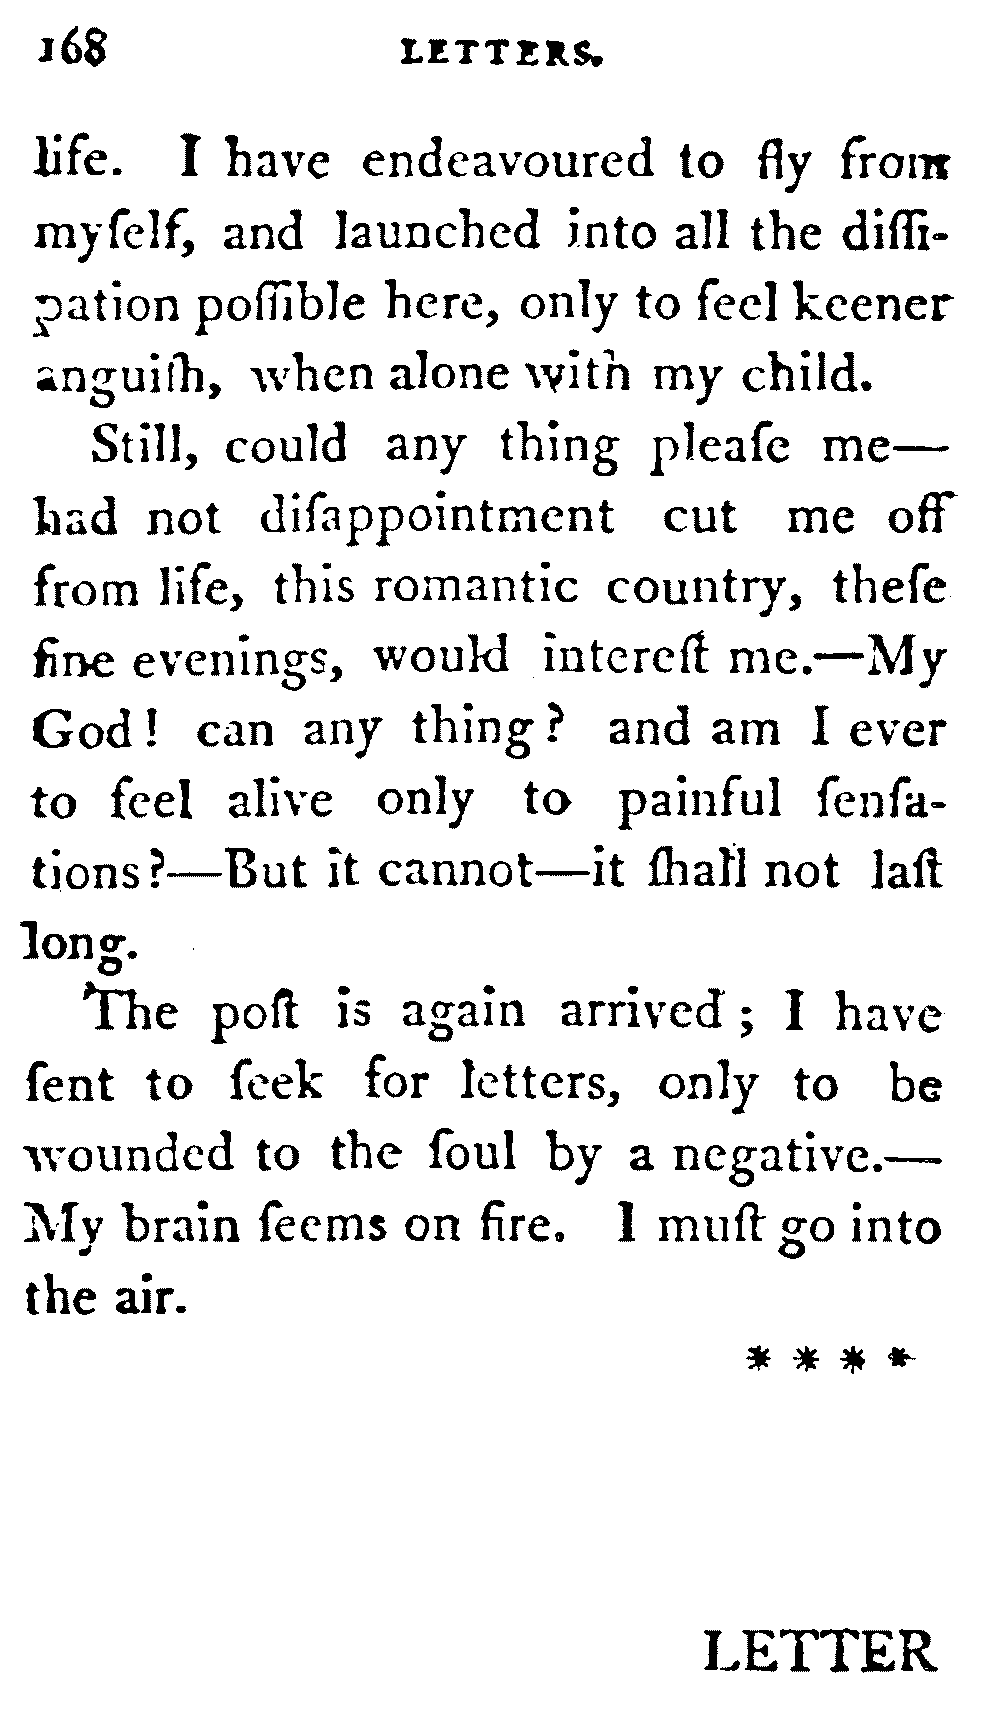 168 LETTERS.
life. I have endeavoured to fly from
myſelf, and launched into all the diſſi-
pation poſſible here, only to feel keener
anguiſh, when alone with my child.
Still, could any thing pleaſe me—
had not diſappointment cut me off
from life, this romantic country, theſe
fine evenings, would intereſt me.—My
God! can any thing? and am I ever
to feel alive only to painful ſenſa-
tions?—But it cannot—it ſhall not laſt
long.
The poſt is again arrived; I have
ſent to ſeek for letters, only to be
wounded to the ſoul by a negative.—
My brain ſeems on fire. I muſt go into
the air.
* * * *
LETTER